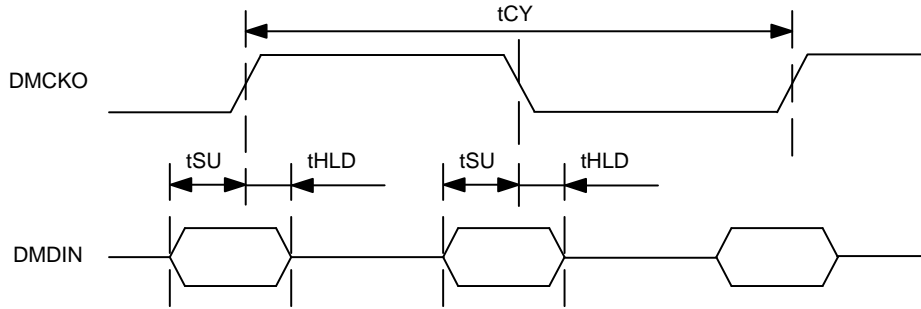 tCY
DMCKO
tSU
tHLD
tSU
tHLD
DMDIN